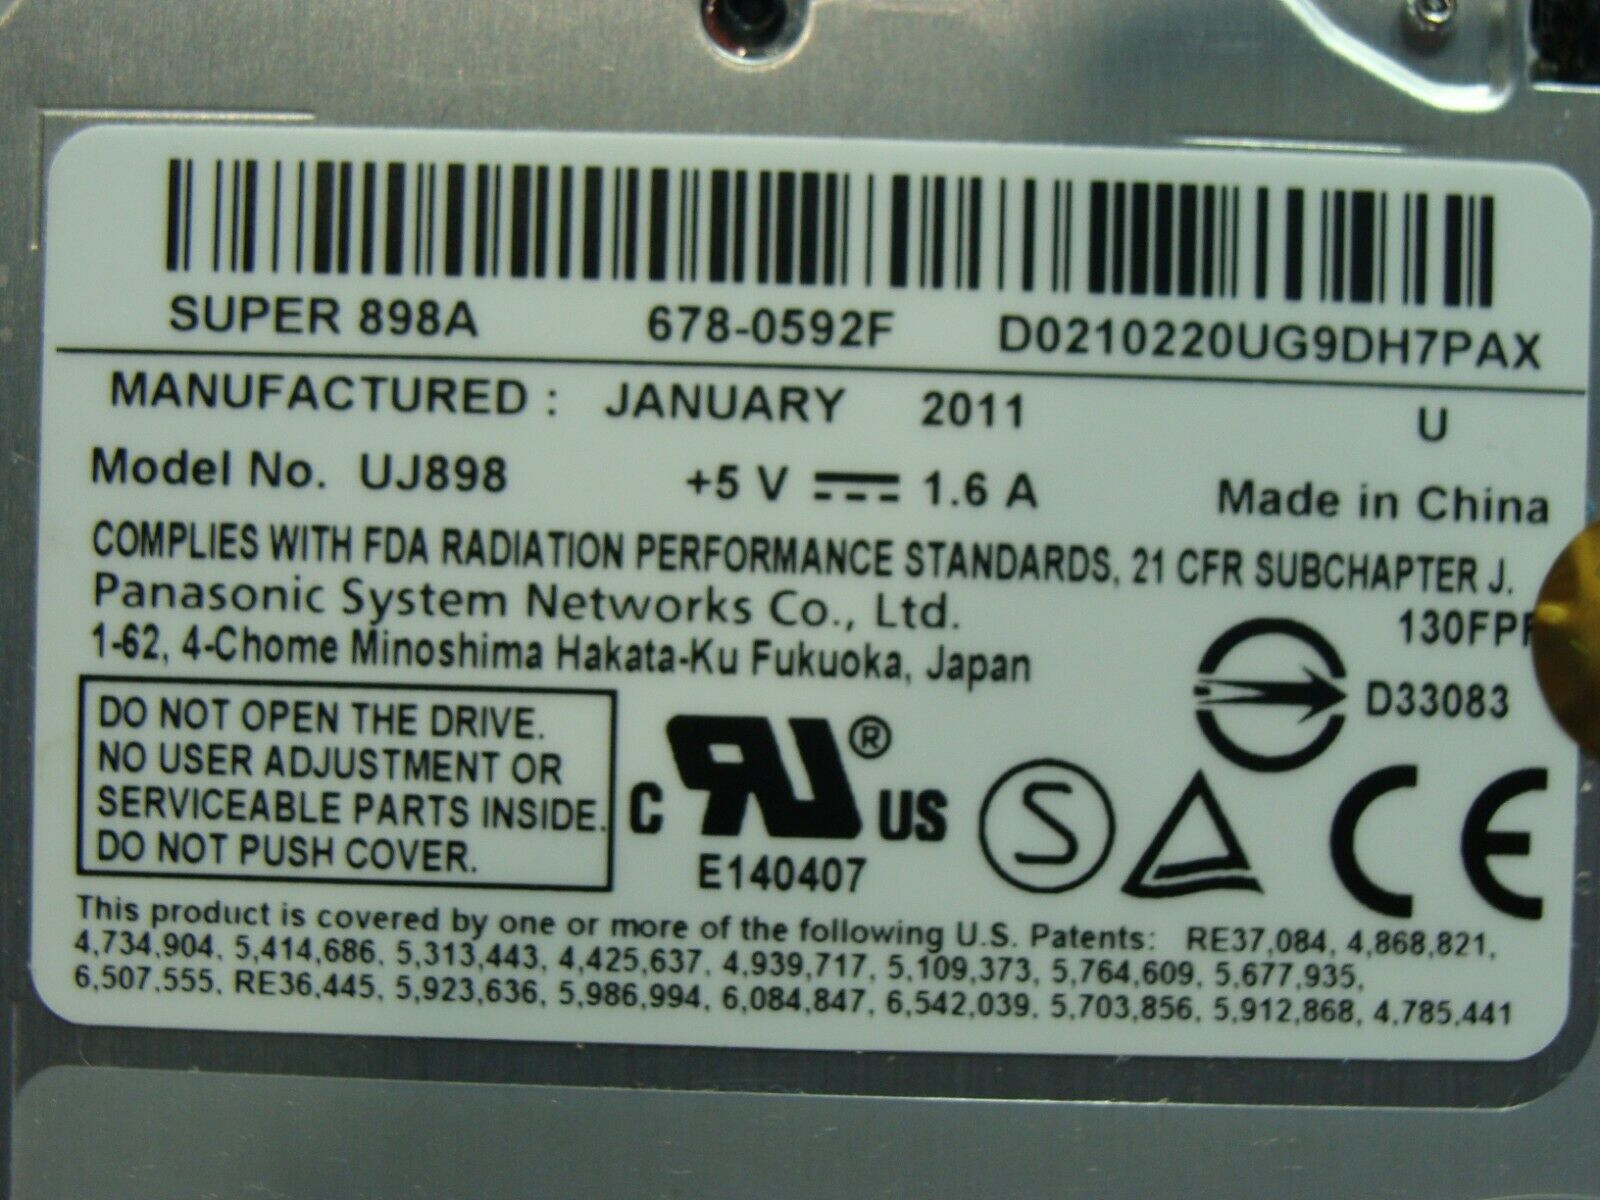 SUPER 898A 678-0592F D0210220UG9DH7PAX
MANUFACTURED : JANUARY 2011 U
Model No. UJ898 +5 V 1.6 A Made in China
COMPLIES WITH FDA RADIATION PERFORMANCE STANDARDS, 21 CFR SUBCHAPTER J.
Panasonic System Networks Co., Ltd.
1-62, 4-Chome Minoshima Hakata-Ku Fukuoka, Japan
D33083
DO NOT OPEN THE DRIVE.
NO USER ADJUSTMENT OR
SERVICEABLE PARTS INSIDE.
DO NOT PUSH COVER.
C RU® US
E140407
S
CE
This product is covered by one or more of the following U.S. Patents: RE37,084, 4,868,821,
4,734,904, 5,414,686, 5,313,443, 4,425,637, 4,939,717, 5,109,373, 5,764,609, 5,677,935,
6,507,555, RE36,445, 5,923,636, 5,986,994, 6,084,847, 6,542,039, 5,703,856, 5,912,868, 4,785,441